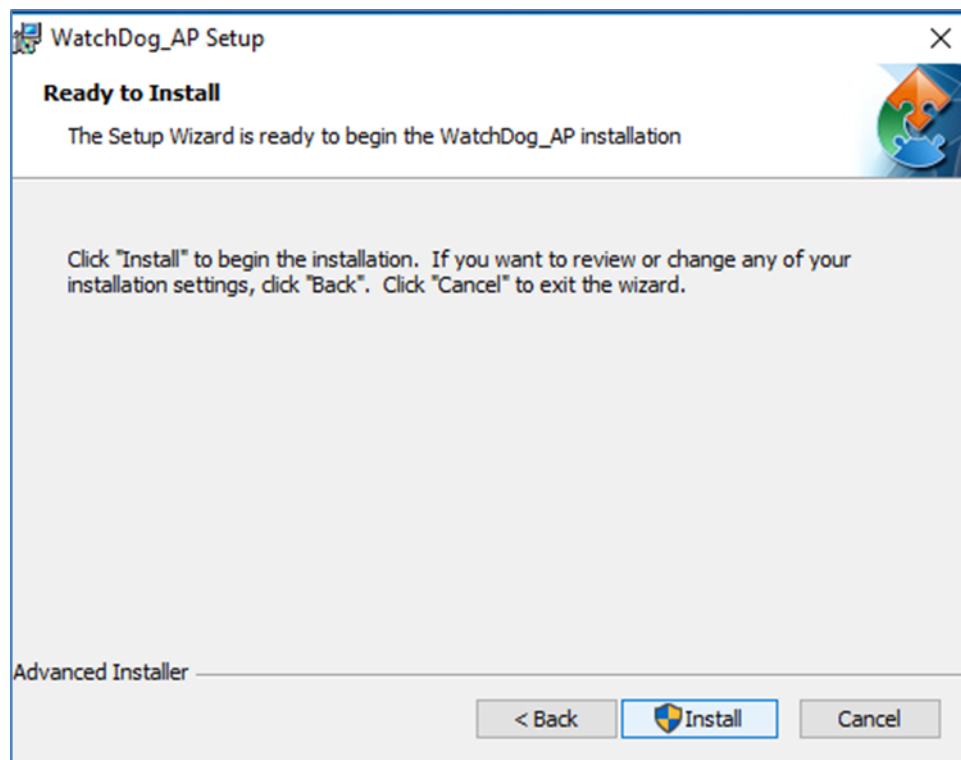 WatchDog_AP Setup
Ready to Install
The Setup Wizard is ready to begin the WatchDog_AP installation
Click "Install" to begin the installation.  If you want to review or change any of your
installation settings, click "Back".  Click "Cancel" to exit the wizard.
Advanced Installer
< Back
Install
Cancel